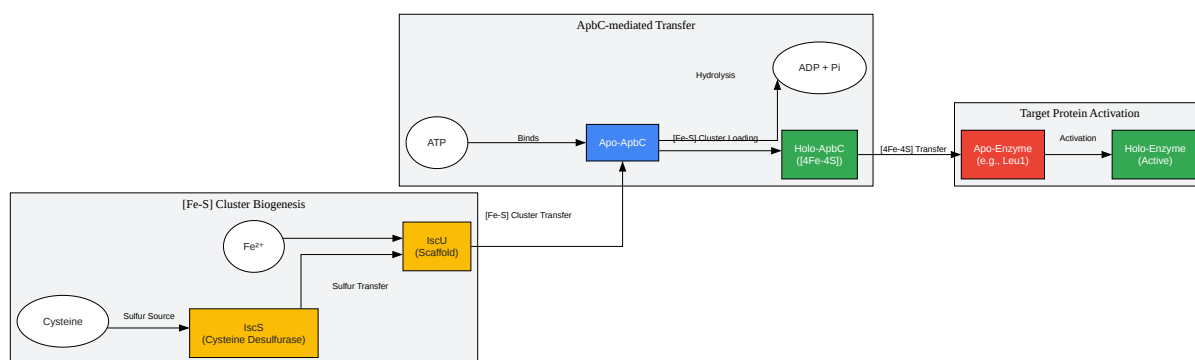 ApbC-mediated Transfer
Hydrolysis
ADP + Pi
ATP
Binds
Apo-ApbC
[Fe-S] Cluster Loading
Holo-ApbC
([4Fe-4S])
[4Fe-4S] Transfer
Target Protein Activation
Apo-Enzyme
(e.g., Leu1)
Activation
Holo-Enzyme
(Active)
[Fe-S] Cluster Biogenesis
Fe²⁺
IscU
(Scaffold)
[Fe-S] Cluster Transfer
Sulfur Transfer
Cysteine
Sulfur Source
IscS
(Cysteine Desulfurase)